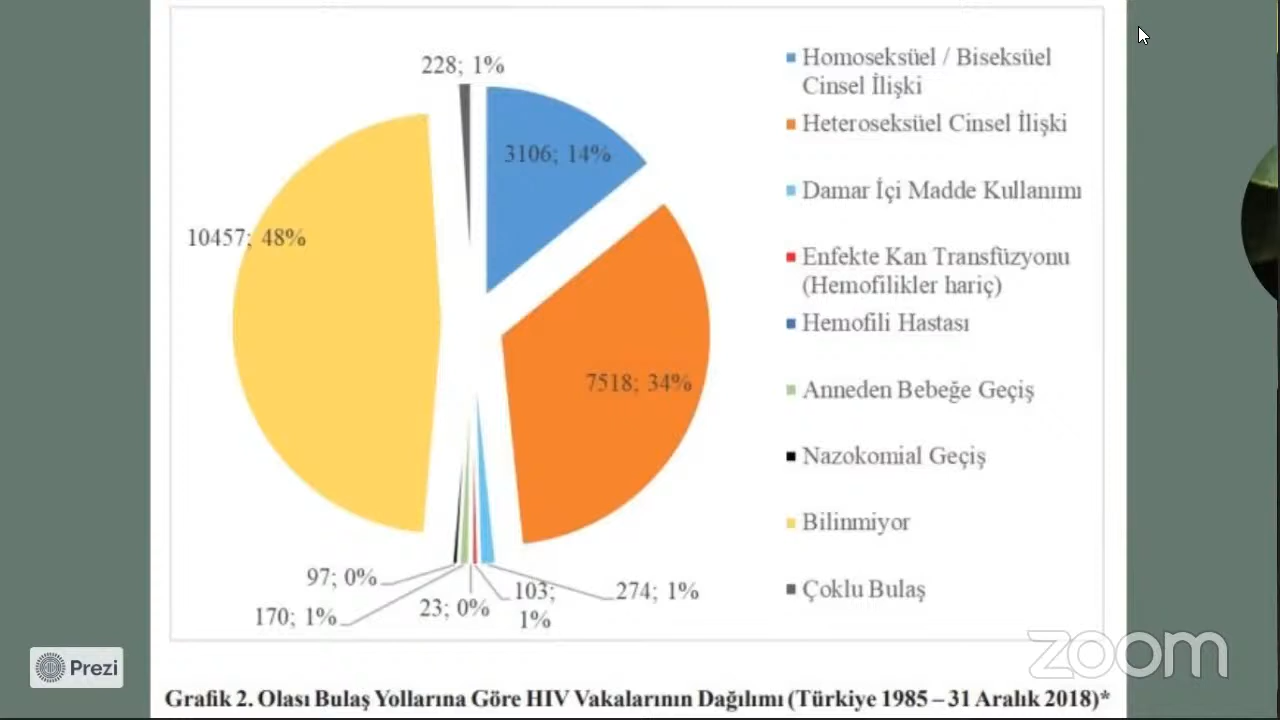 228; 1%
3106; 14%
10457; 48%
7518; 34%
97; 0%
170; 1%
23; 0%
103;
1%
274; 1%
Homoseksüel / Biseksüel
Cinsel İlişki
Heteroseksüel Cinsel İlişki
Damar İçi Madde Kullanımı
Enfekte Kan Transfüzyonu
(Hemofilikler hariç)
Hemofili Hastası
Anneden Bebeğe Geçiş
Nazokomial Geçiş
Bilinmiyor
Çoklu Bulaş
Prezi
zoom
Grafik 2. Olası Bulaş Yollarına Göre HIV Vakalarının Dağılımı (Türkiye 1985 – 31 Aralık 2018)*